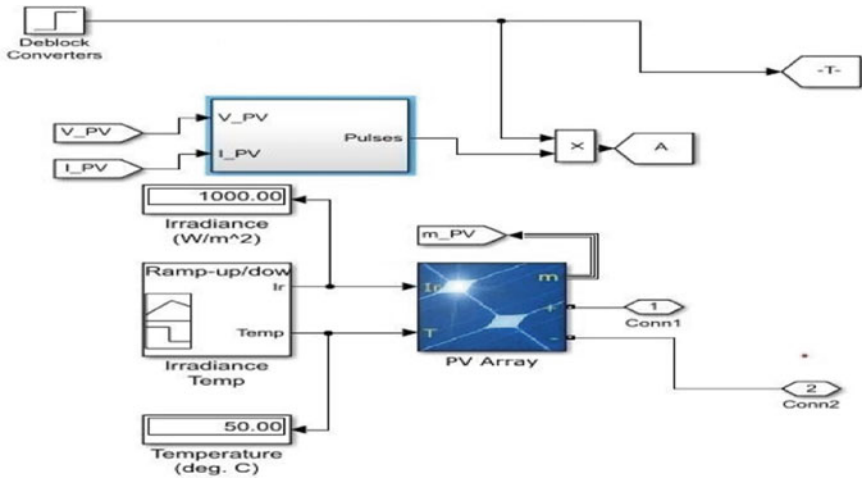 Deblock
Converters
-T-
V_PV
V_PV
Pulses
I_PV
I_PV
X
A
1000.00
Irradiance
(W/m^2)
m_PV
Ramp-up/dow
Ir
Temp
Irradiance
Temp
Ir
T
m
+
-
PV Array
1
Conn1
2
Conn2
50.00
Temperature
(deg. C)